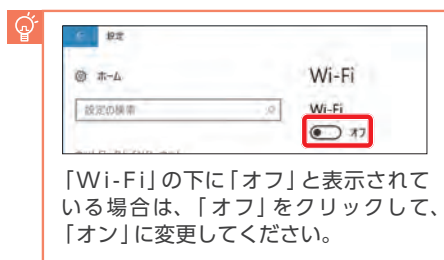 設定
ホーム
Wi-Fi
設定の検索
Wi-Fi
オフ
「Wi-Fi」の下に「オフ」と表示されて
いる場合は、「オフ」をクリックして、
「オン」に変更してください。